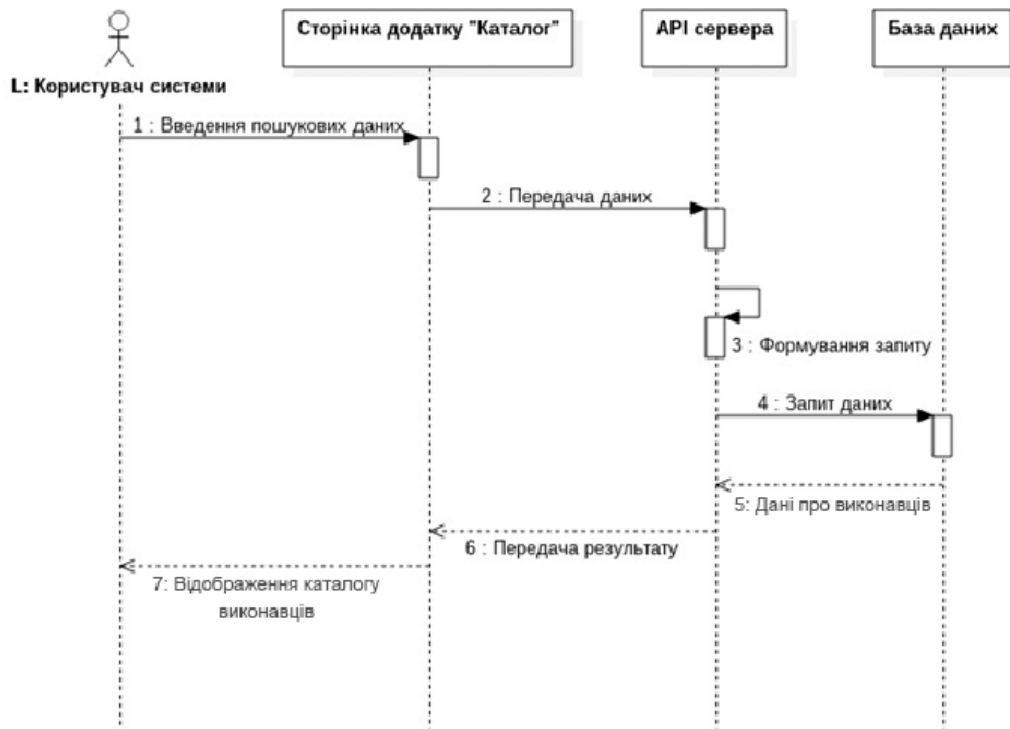 Сторінка додатку "Каталог"
API сервера
База даних
L: Користувач системи
1 : Введення пошукових даних
2 : Передача даних
3 : Формування запиту
4 : Запит даних
5: Дані про виконавців
6 : Передача результату
7: Відображення каталогу
виконавців